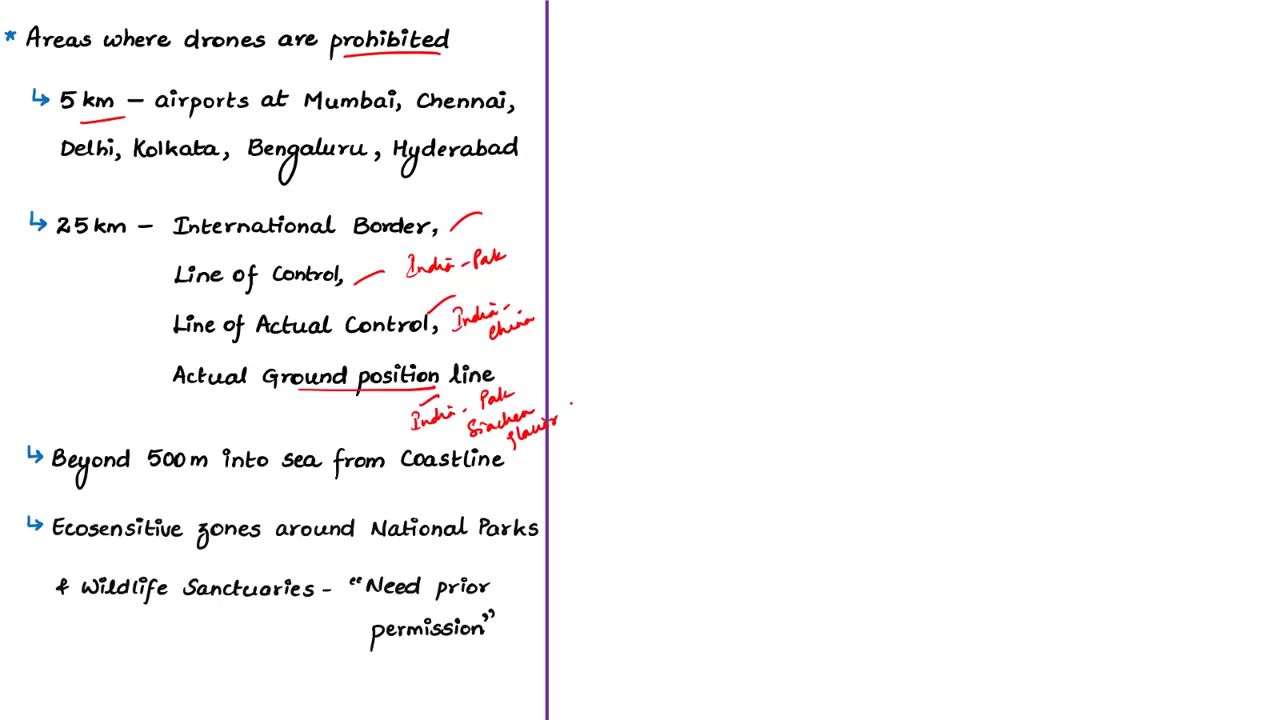 * Areas where drones are prohibited
↳ 5 km – airports at Mumbai, Chennai,
Delhi, Kolkata, Bengaluru, Hyderabad
↳ 25 km – International Border,
Line of Control, India - Pak
Line of Actual Control, India -
China
Actual Ground position line
India - Pak
Siachen
Glacier
↳ Beyond 500 m into sea from Coastline
↳ Ecosensitive zones around National Parks
& Wildlife Sanctuaries – "Need prior
permission"